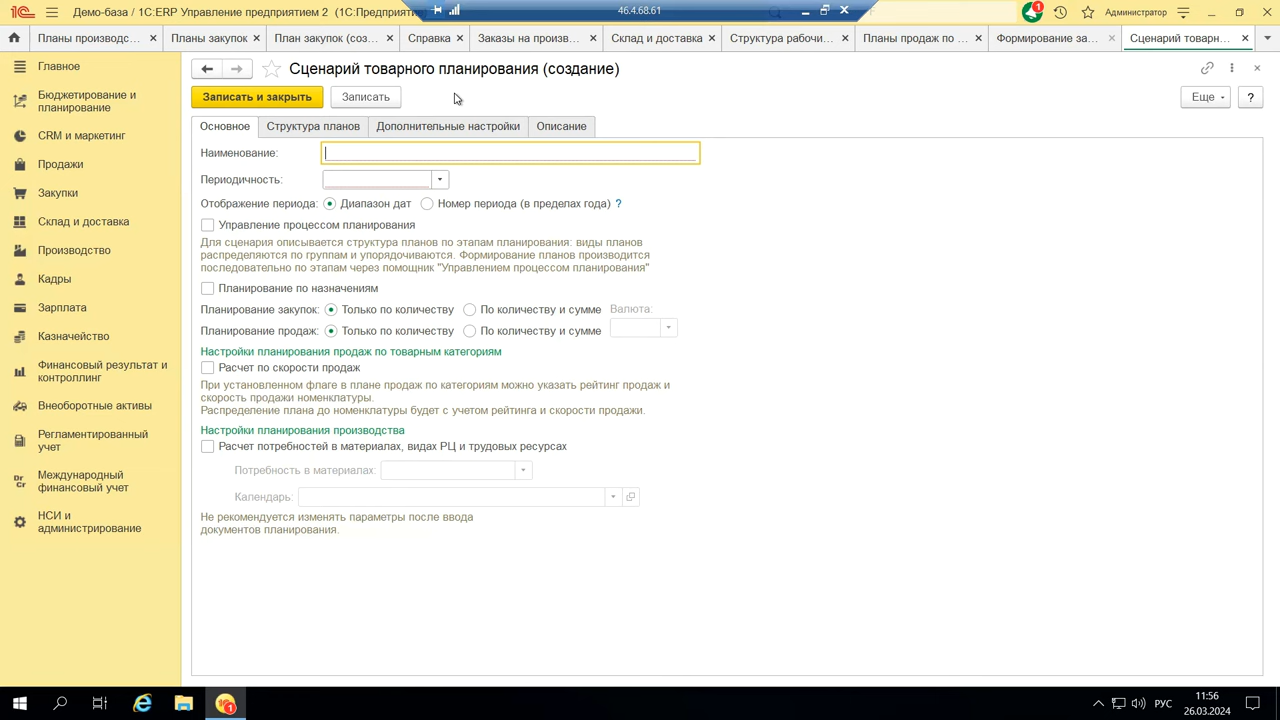 Демо-база / 1С:ERP Управление предприятием 2 (1С:Предприяти
46.4.68.61
1
Администратор
Планы производс...
Планы закупок
План закупок (соз...
Справка
Заказы на произв...
Склад и доставка
Структура рабочи...
Планы продаж по ...
Формирование за...
Сценарий товарн...
Главное
Бюджетирование и
планирование
CRM и маркетинг
Продажи
Закупки
Склад и доставка
Производство
Кадры
Зарплата
Казначейство
Финансовый результат и
контроллинг
Внеоборотные активы
Регламентированный
учет
Dr
Cr
Международный
финансовый учет
НСИ и
администрирование
Сценарий товарного планирования (создание)
Записать и закрыть
Записать
Еще
?
Основное
Структура планов
Дополнительные настройки
Описание
Наименование:
Периодичность:
Отображение периода: Диапазон дат Номер периода (в пределах года) ?
Управление процессом планирования
Для сценария описывается структура планов по этапам планирования: виды планов
распределяются по группам и упорядочиваются. Формирование планов производится
последовательно по этапам через помощник "Управлением процессом планирования"
Планирование по назначениям
Планирование закупок: Только по количеству По количеству и сумме Валюта:
Планирование продаж: Только по количеству По количеству и сумме
Настройки планирования продаж по товарным категориям
Расчет по скорости продаж
При установленном флаге в плане продаж по категориям можно указать рейтинг продаж и
скорость продажи номенклатуры.
Распределение плана до номенклатуры будет с учетом рейтинга и скорости продажи.
Настройки планирования производства
Расчет потребностей в материалах, видах РЦ и трудовых ресурсах
Потребность в материалах:
Календарь:
Не рекомендуется изменять параметры после ввода
документов планирования.
1
РУС
11:56
26.03.2024